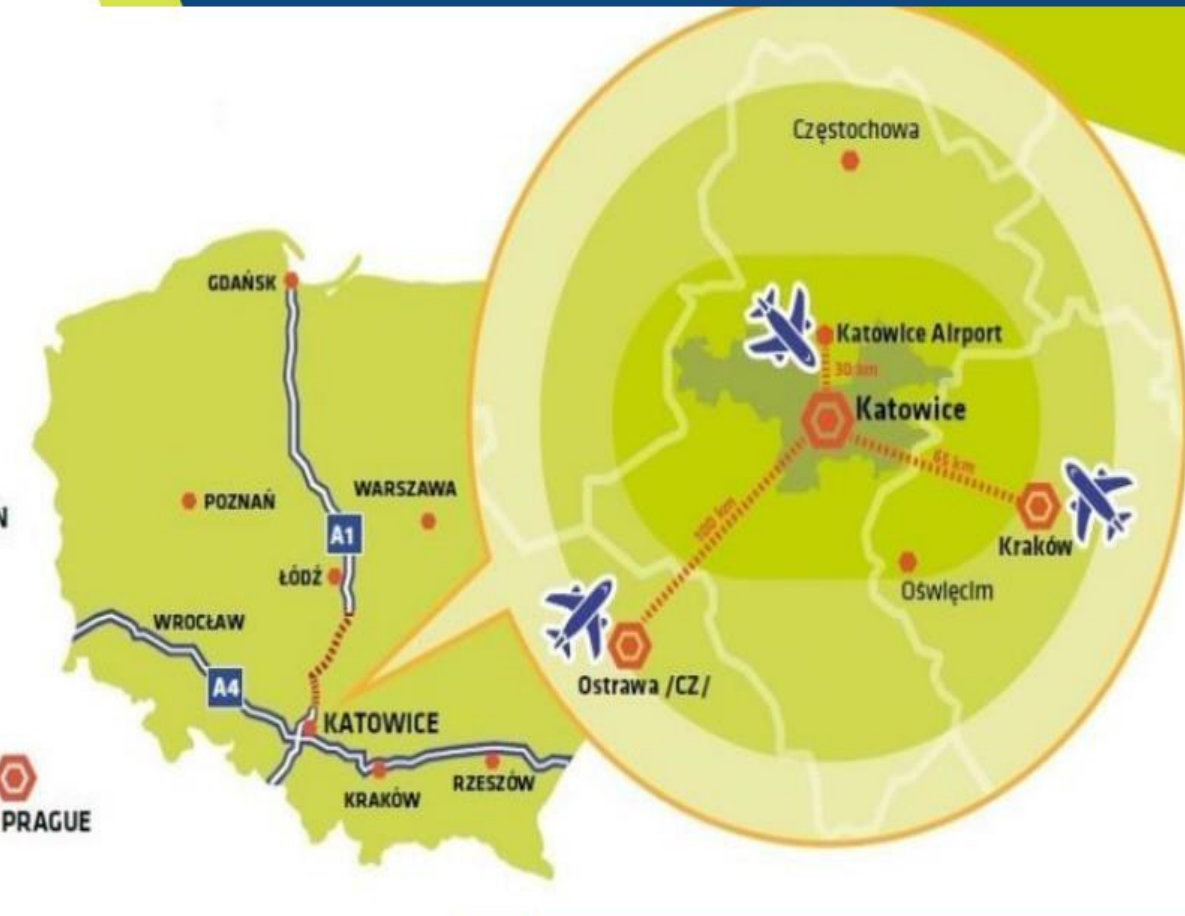 GDAŃSK
POZNAŃ
WARSZAWA
A1
ŁÓDŹ
WROCŁAW
A4
KATOWICE
KRAKÓW
RZESZÓW
PRAGUE
Częstochowa
Katowice Airport
30 km
Katowice
65 km
100 km
Kraków
Oświęcim
Ostrawa /CZ/